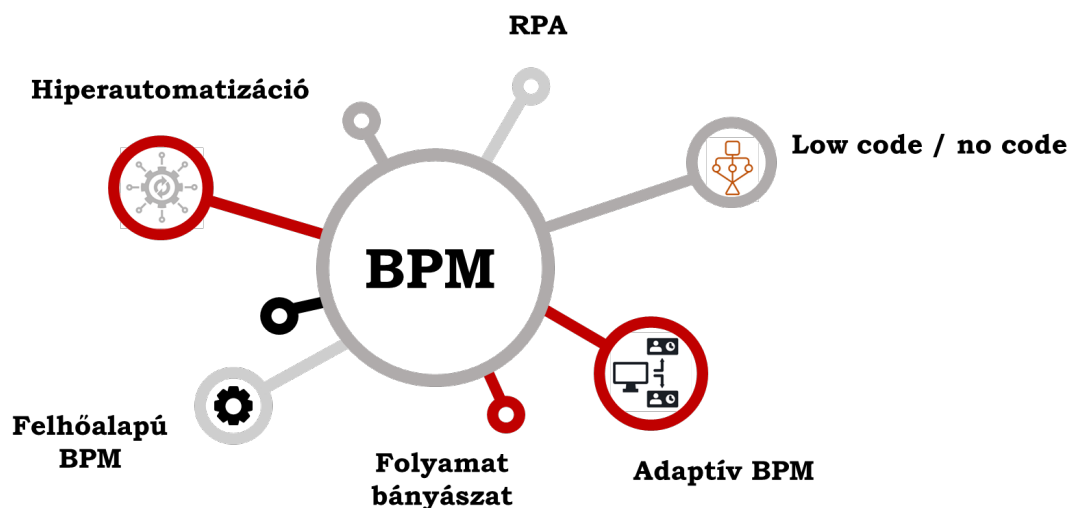 RPA
Hiperautomatizáció
Low code / no code
BPM
Felhőalapú
BPM
Folyamat
bányászat
Adaptív BPM